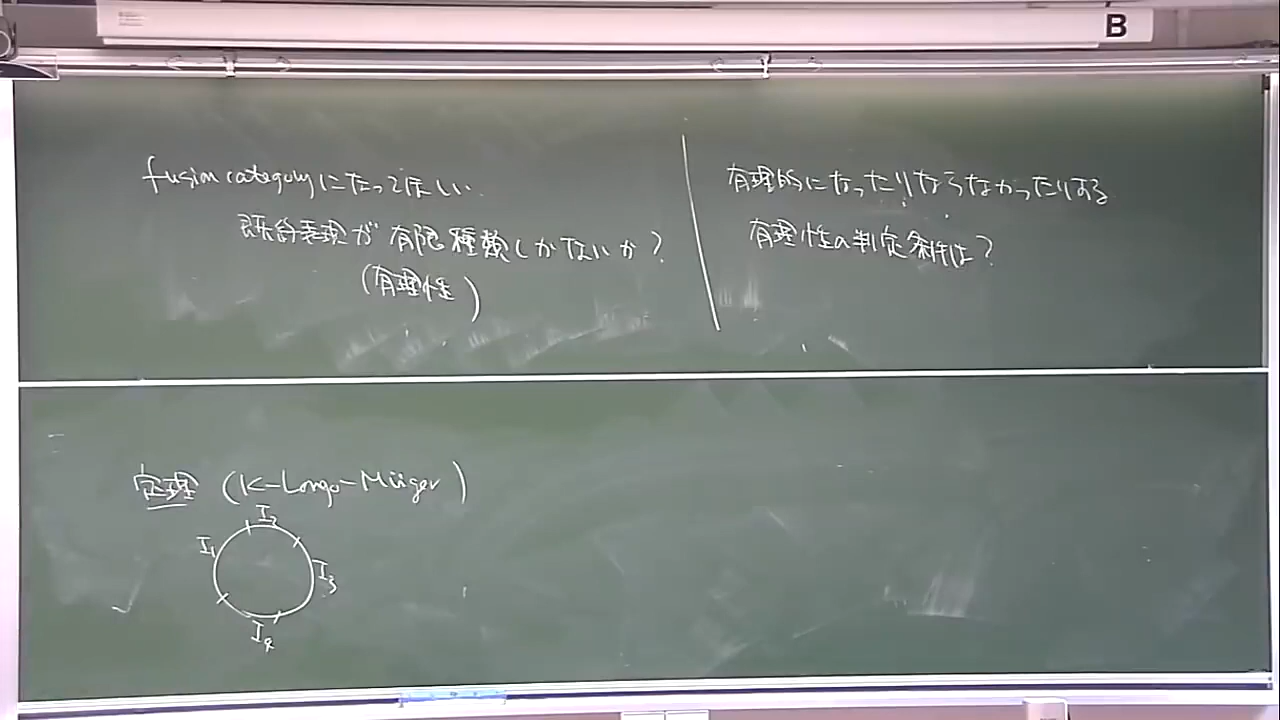 B
fusion categoryになってほしい.
既約表現が有限種類しかないか?
(有理性)
有理的になったりならなかったりする
有理性の判定条件は?
定理 (K-Longo-Müger)
I₂
I₁
I₃
I₄